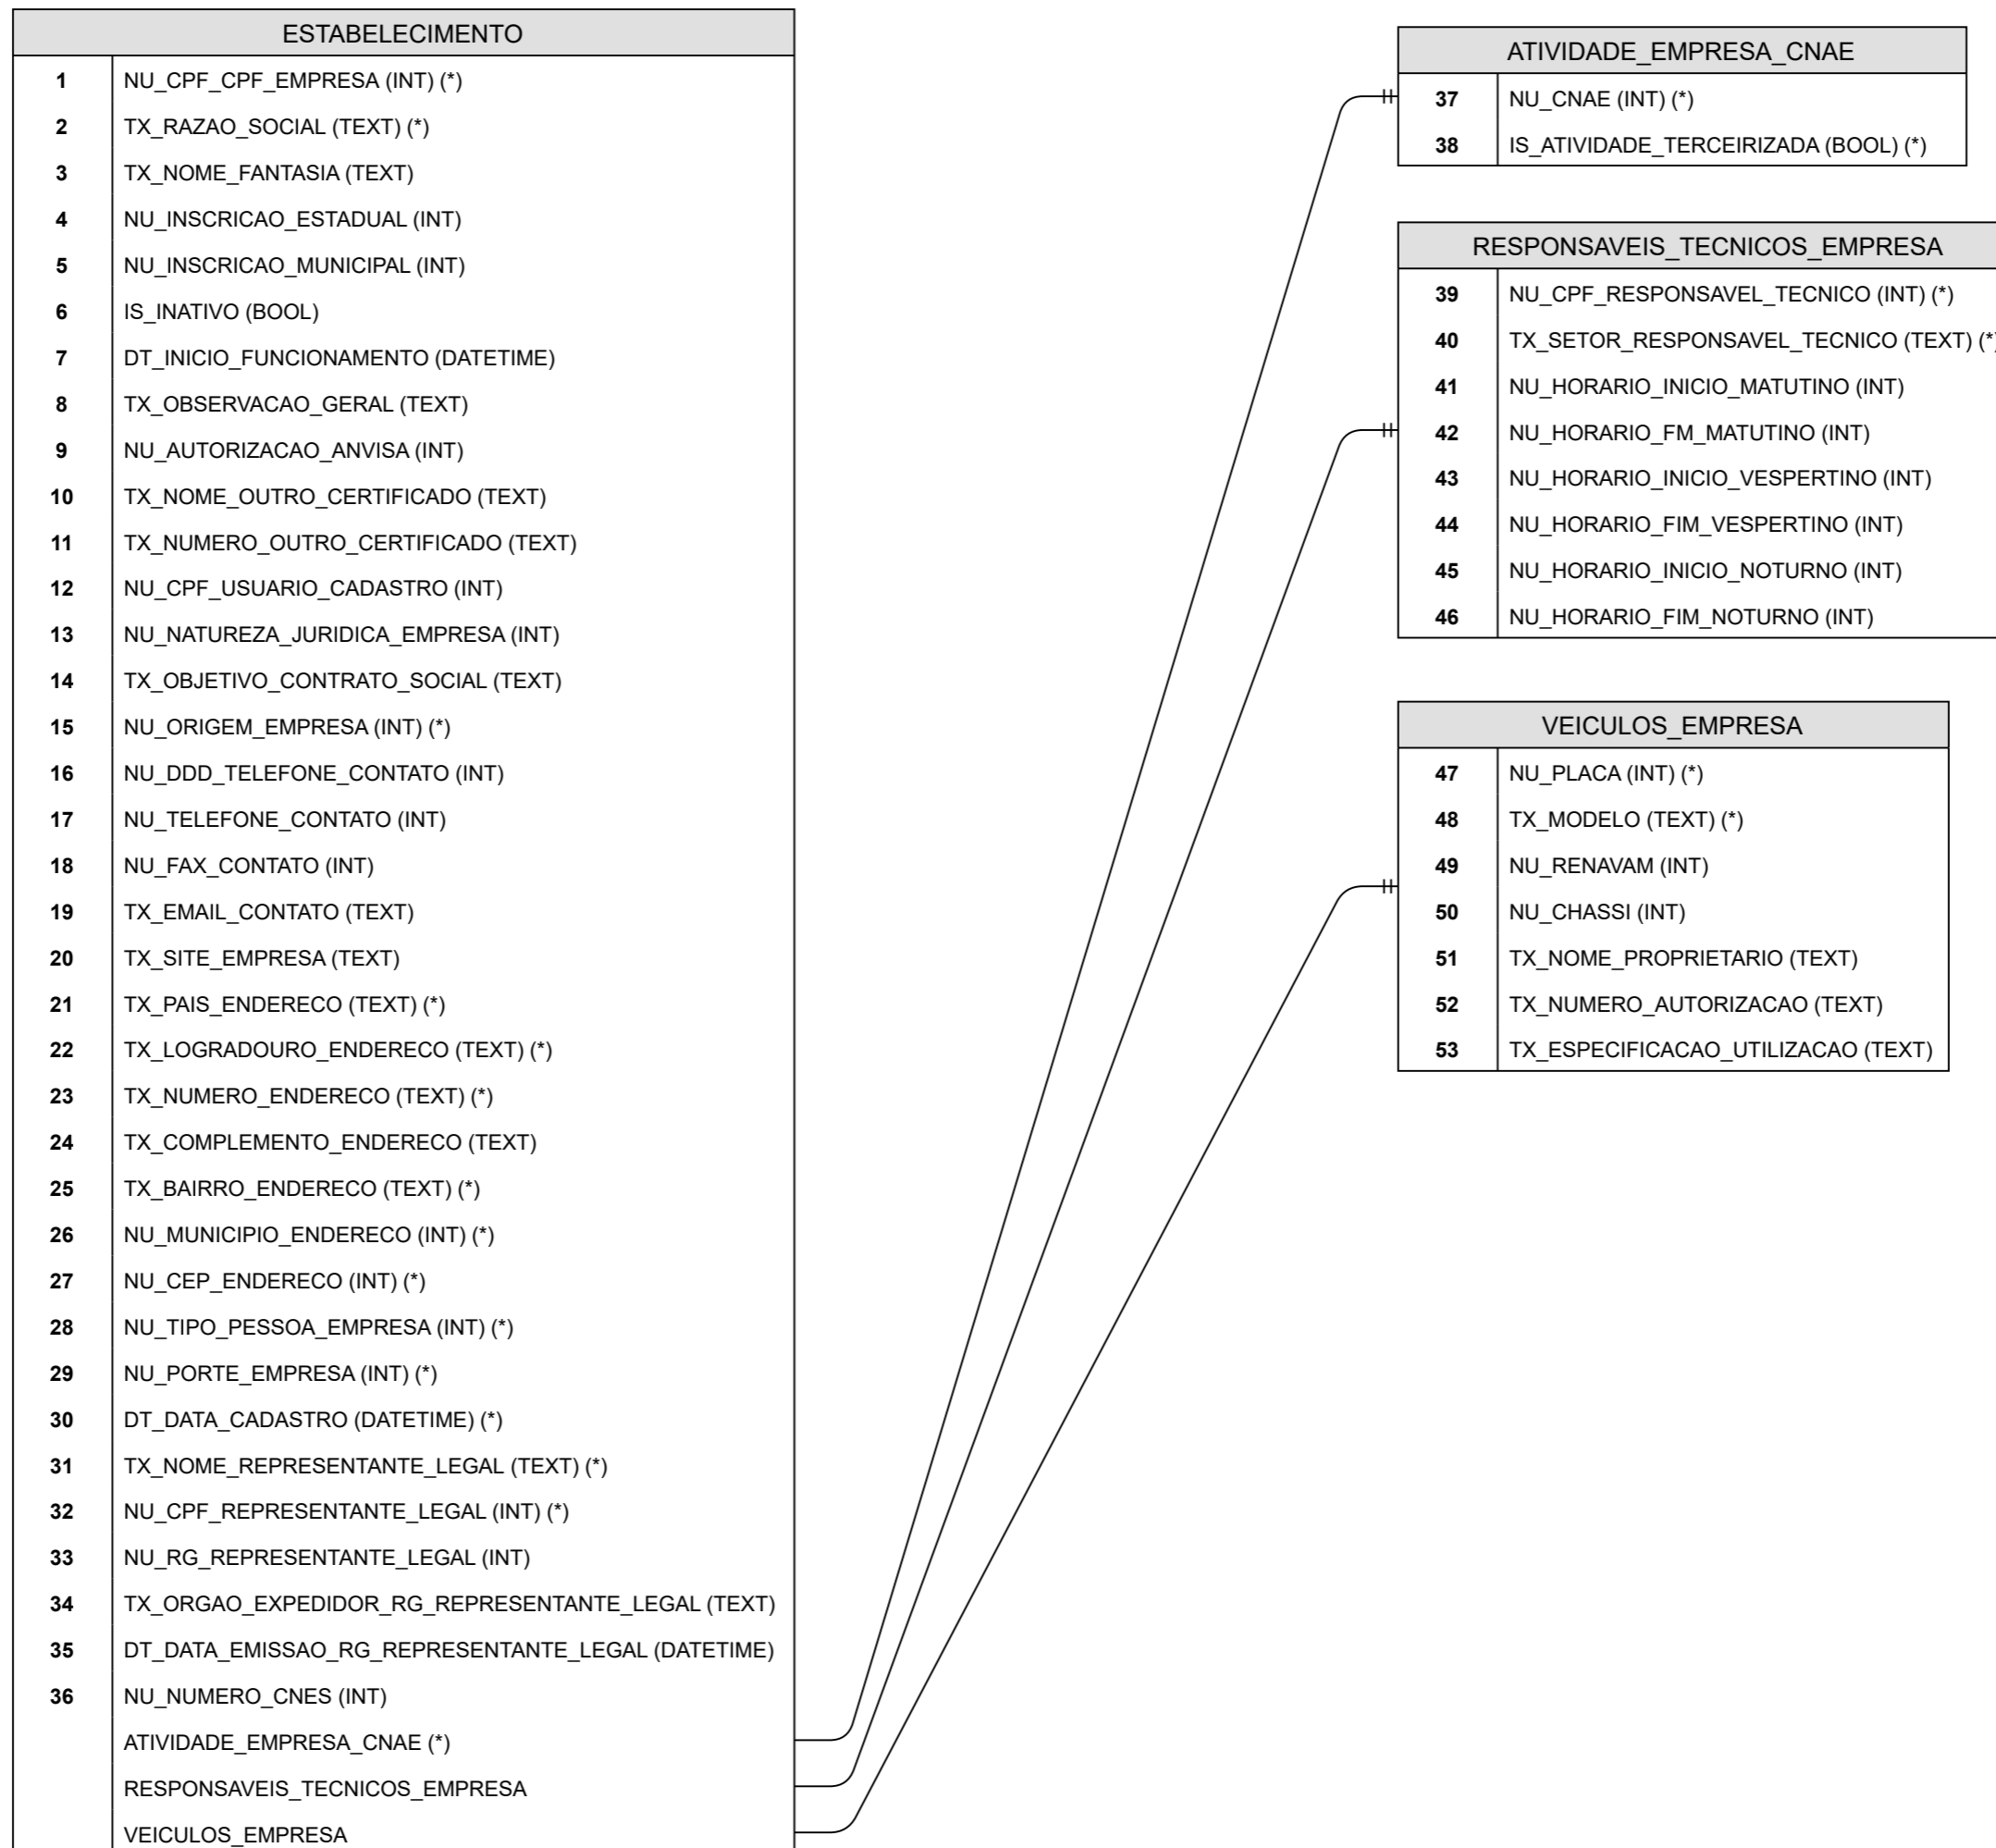 ESTABELECIMENTO
1 NU_CPF_CPF_EMPRESA (INT) (*)
2 TX_RAZAO_SOCIAL (TEXT) (*)
3 TX_NOME_FANTASIA (TEXT)
4 NU_INSCRICAO_ESTADUAL (INT)
5 NU_INSCRICAO_MUNICIPAL (INT)
6 IS_INATIVO (BOOL)
7 DT_INICIO_FUNCIONAMENTO (DATETIME)
8 TX_OBSERVACAO_GERAL (TEXT)
9 NU_AUTORIZACAO_ANVISA (INT)
10 TX_NOME_OUTRO_CERTIFICADO (TEXT)
11 TX_NUMERO_OUTRO_CERTIFICADO (TEXT)
12 NU_CPF_USUARIO_CADASTRO (INT)
13 NU_NATUREZA_JURIDICA_EMPRESA (INT)
14 TX_OBJETIVO_CONTRATO_SOCIAL (TEXT)
15 NU_ORIGEM_EMPRESA (INT) (*)
16 NU_DDD_TELEFONE_CONTATO (INT)
17 NU_TELEFONE_CONTATO (INT)
18 NU_FAX_CONTATO (INT)
19 TX_EMAIL_CONTATO (TEXT)
20 TX_SITE_EMPRESA (TEXT)
21 TX_PAIS_ENDERECO (TEXT) (*)
22 TX_LOGRADOURO_ENDERECO (TEXT) (*)
23 TX_NUMERO_ENDERECO (TEXT) (*)
24 TX_COMPLEMENTO_ENDERECO (TEXT)
25 TX_BAIRRO_ENDERECO (TEXT) (*)
26 NU_MUNICIPIO_ENDERECO (INT) (*)
27 NU_CEP_ENDERECO (INT) (*)
28 NU_TIPO_PESSOA_EMPRESA (INT) (*)
29 NU_PORTE_EMPRESA (INT) (*)
30 DT_DATA_CADASTRO (DATETIME) (*)
31 TX_NOME_REPRESENTANTE_LEGAL (TEXT) (*)
32 NU_CPF_REPRESENTANTE_LEGAL (INT) (*)
33 NU_RG_REPRESENTANTE_LEGAL (INT)
34 TX_ORGAO_EXPEDIDOR_RG_REPRESENTANTE_LEGAL (TEXT)
35 DT_DATA_EMISSAO_RG_REPRESENTANTE_LEGAL (DATETIME)
36 NU_NUMERO_CNES (INT)
ATIVIDADE_EMPRESA_CNAE (*)
RESPONSAVEIS_TECNICOS_EMPRESA
VEICULOS_EMPRESA
ATIVIDADE_EMPRESA_CNAE
37 NU_CNAE (INT) (*)
38 IS_ATIVIDADE_TERCEIRIZADA (BOOL) (*)
RESPONSAVEIS_TECNICOS_EMPRESA
39 NU_CPF_RESPONSAVEL_TECNICO (INT) (*)
40 TX_SETOR_RESPONSAVEL_TECNICO (TEXT) (*)
41 NU_HORARIO_INICIO_MATUTINO (INT)
42 NU_HORARIO_FM_MATUTINO (INT)
43 NU_HORARIO_INICIO_VESPERTINO (INT)
44 NU_HORARIO_FIM_VESPERTINO (INT)
45 NU_HORARIO_INICIO_NOTURNO (INT)
46 NU_HORARIO_FIM_NOTURNO (INT)
VEICULOS_EMPRESA
47 NU_PLACA (INT) (*)
48 TX_MODELO (TEXT) (*)
49 NU_RENAVAM (INT)
50 NU_CHASSI (INT)
51 TX_NOME_PROPRIETARIO (TEXT)
52 TX_NUMERO_AUTORIZACAO (TEXT)
53 TX_ESPECIFICACAO_UTILIZACAO (TEXT)